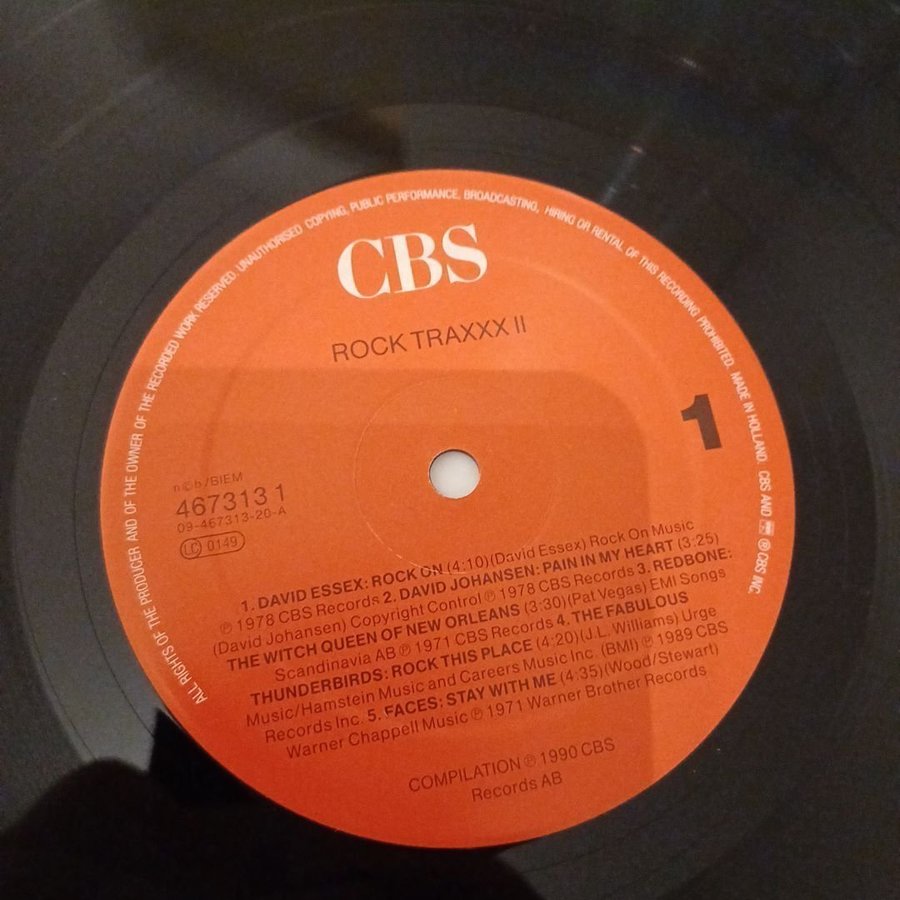 ALL RIGHTS OF THE PRODUCER AND OF THE OWNER OF THE RECORDED WORK RESERVED. UNAUTHORISED COPYING, PUBLIC PERFORMANCE, BROADCASTING, HIRING OR RENTAL OF THIS RECORDING PROHIBITED. MADE IN HOLLAND. CBS AND ℗ CBS INC.
CBS
ROCK TRAXXX II
1
n©b/BIEM
467313 1
09-467313-20-A
LC 0149
1. DAVID ESSEX: ROCK ON (4:10)(David Essex) Rock On Music
℗ 1978 CBS Records 2. DAVID JOHANSEN: PAIN IN MY HEART (3:25)
(David Johansen) Copyright Control ℗ 1978 CBS Records 3. REDBONE:
THE WITCH QUEEN OF NEW ORLEANS (3:30)(Pat Vegas) EMI Songs
Scandinavia AB ℗ 1971 CBS Records 4. THE FABULOUS
THUNDERBIRDS: ROCK THIS PLACE (4:20)(J.L. Williams) Urge
Music/Hamstein Music and Careers Music Inc. (BMI) ℗ 1989 CBS
Records Inc. 5. FACES: STAY WITH ME (4:35)(Wood/Stewart)
Warner Chappell Music ℗ 1971 Warner Brother Records
COMPILATION ℗ 1990 CBS
Records AB